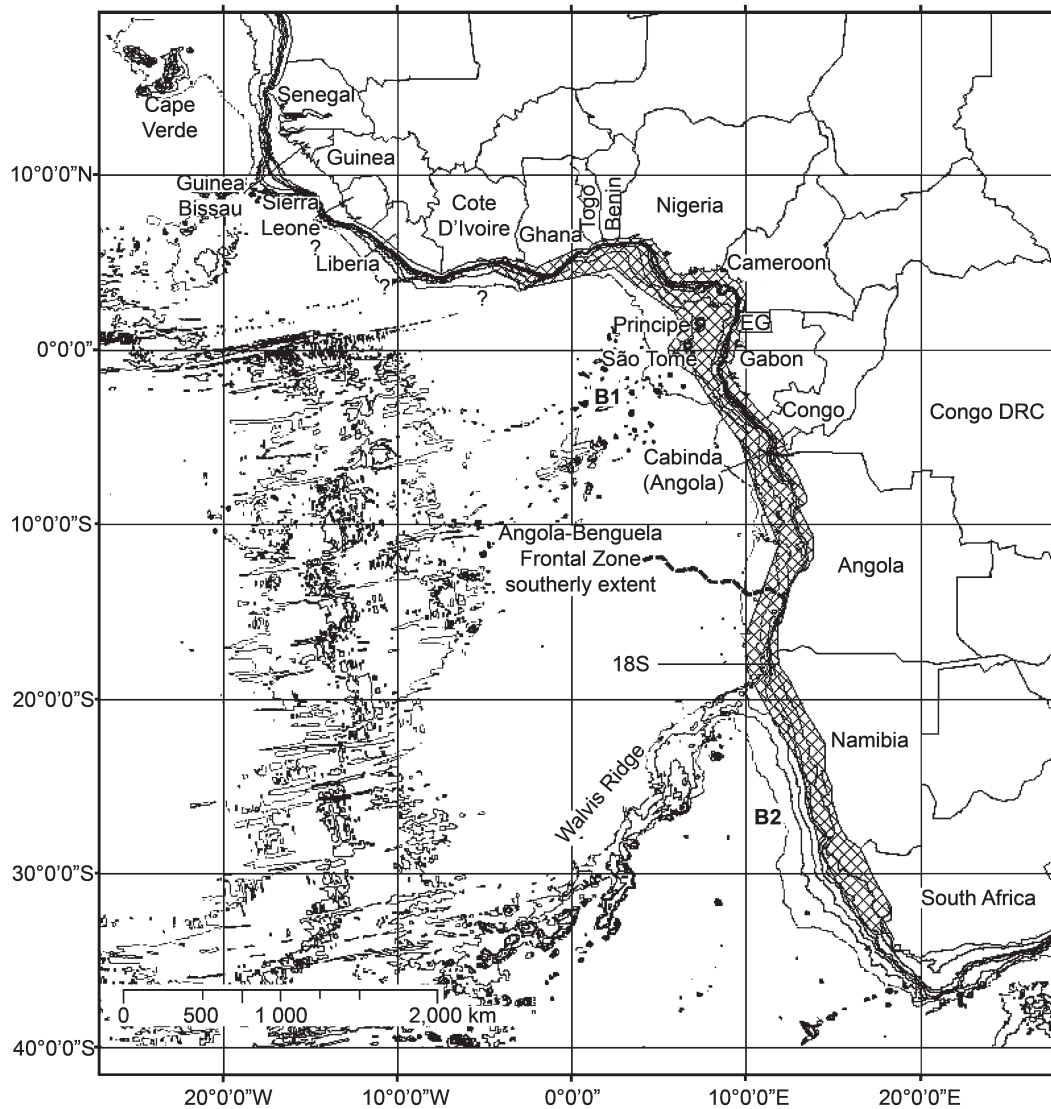 Cape
Verde
Senegal
Guinea
10°0'0"N
Guinea
Bissau
Sierra
Leone
?
Liberia
?
Cote
D'Ivoire
?
Ghana
Togo
Benin
Nigeria
Cameroon
Principe
EG
0°0'0"
São Tomé
Gabon
B1
Congo
Congo DRC
Cabinda
(Angola)
10°0'0"S
Angola-Benguela
Frontal Zone
southerly extent
Angola
18S
20°0'0"S
Namibia
Walvis Ridge
B2
30°0'0"S
South Africa
0 500 1 000 2,000 km
40°0'0"S
20°0'0"W 10°0'0"W 0°0'0" 10°0'0"E 20°0'0"E